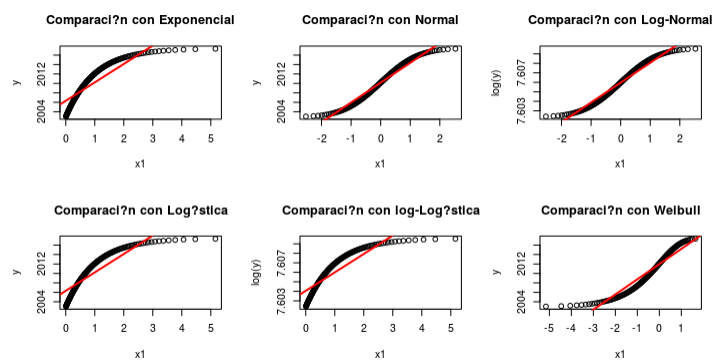 Comparaci?n con Exponencial
y
2004 2012
0 1 2 3 4 5
x1
Comparaci?n con Normal
y
2004 2012
-2 -1 0 1 2
x1
Comparaci?n con Log-Normal
log(y)
7.603 7.607
-2 -1 0 1 2
x1
Comparaci?n con Log?stica
y
2004 2012
0 1 2 3 4 5
x1
Comparaci?n con log-Log?stica
log(y)
7.603 7.607
0 1 2 3 4 5
x1
Comparaci?n con Weibull
y
2004 2012
-5 -4 -3 -2 -1 0 1
x1